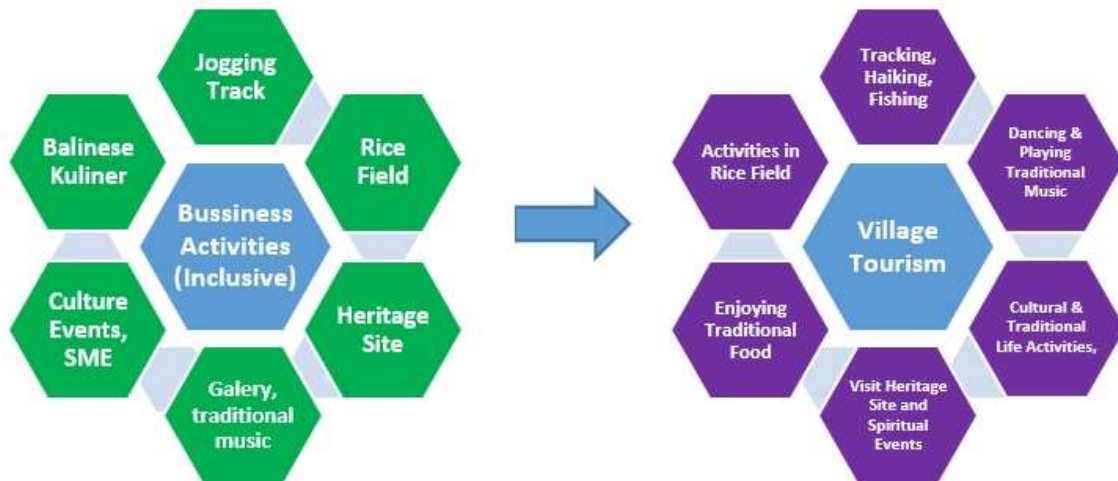 Jogging
Track
Rice
Field
Heritage
Site
Galery,
traditional
music
Culture
Events,
SME
Balinese
Kuliner
Bussiness
Activities
(Inclusive)
Tracking,
Haiking,
Fishing
Dancing &
Playing
Traditional
Music
Cultural &
Traditional
Life Activities,
Visit Heritage
Site and
Spiritual
Events
Enjoying
Traditional
Food
Activities in
Rice Field
Village
Tourism